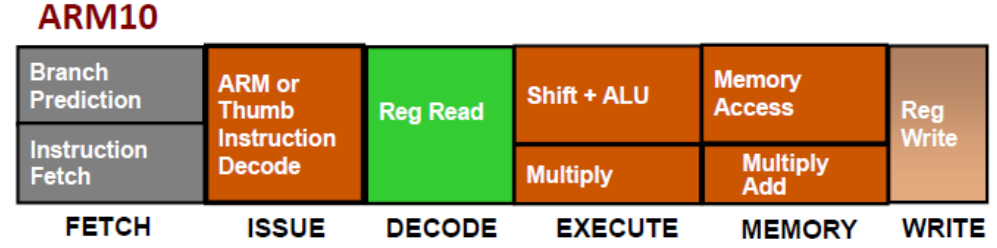 ARM10
Branch
Prediction
Instruction
Fetch
ARM or
Thumb
Instruction
Decode
Reg Read
Shift + ALU
Multiply
Memory
Access
Multiply
Add
Reg
Write
FETCH
ISSUE
DECODE
EXECUTE
MEMORY
WRITE